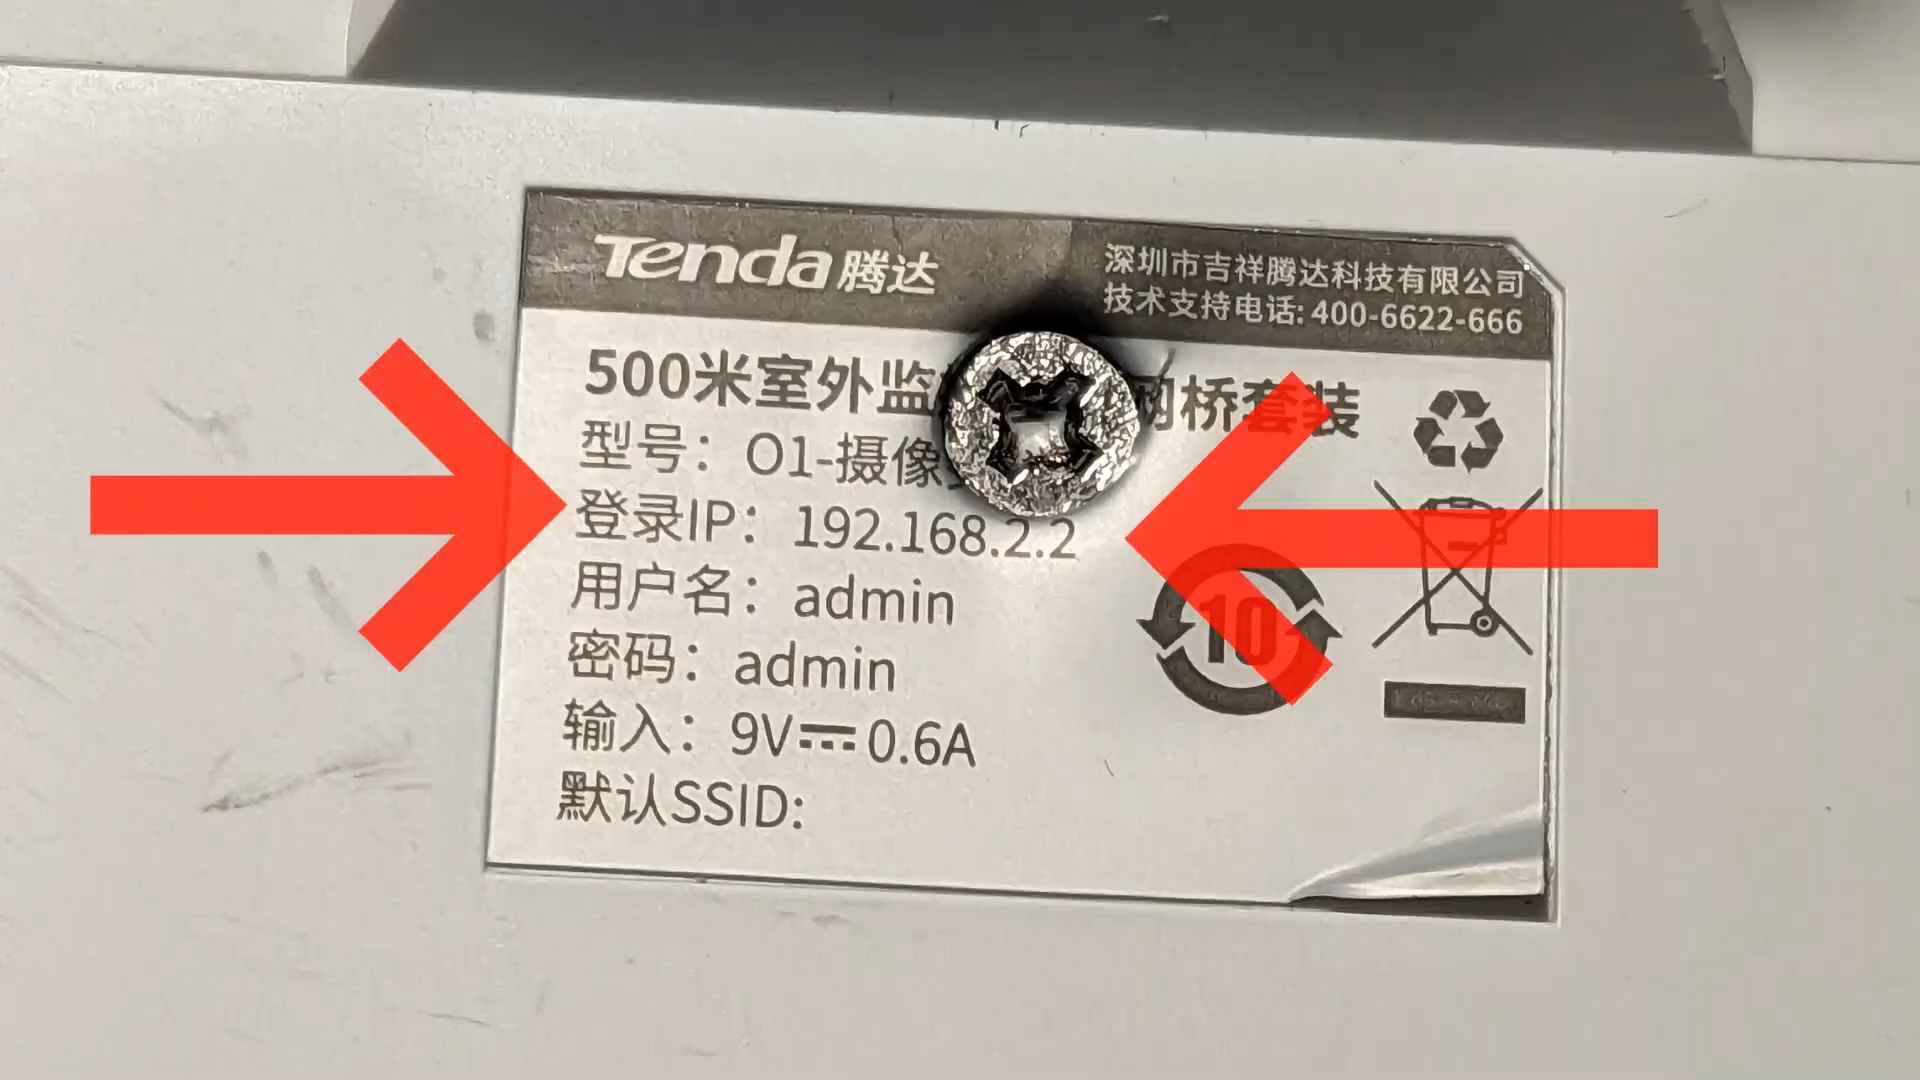 Tenda腾达
深圳市吉祥腾达科技有限公司
技术支持电话: 400-6622-666
500米室外监 网桥套装
型号：O1-摄像
登录IP：192.168.2.2
用户名：admin
密码：admin
输入：9V⎓0.6A
默认SSID:
10